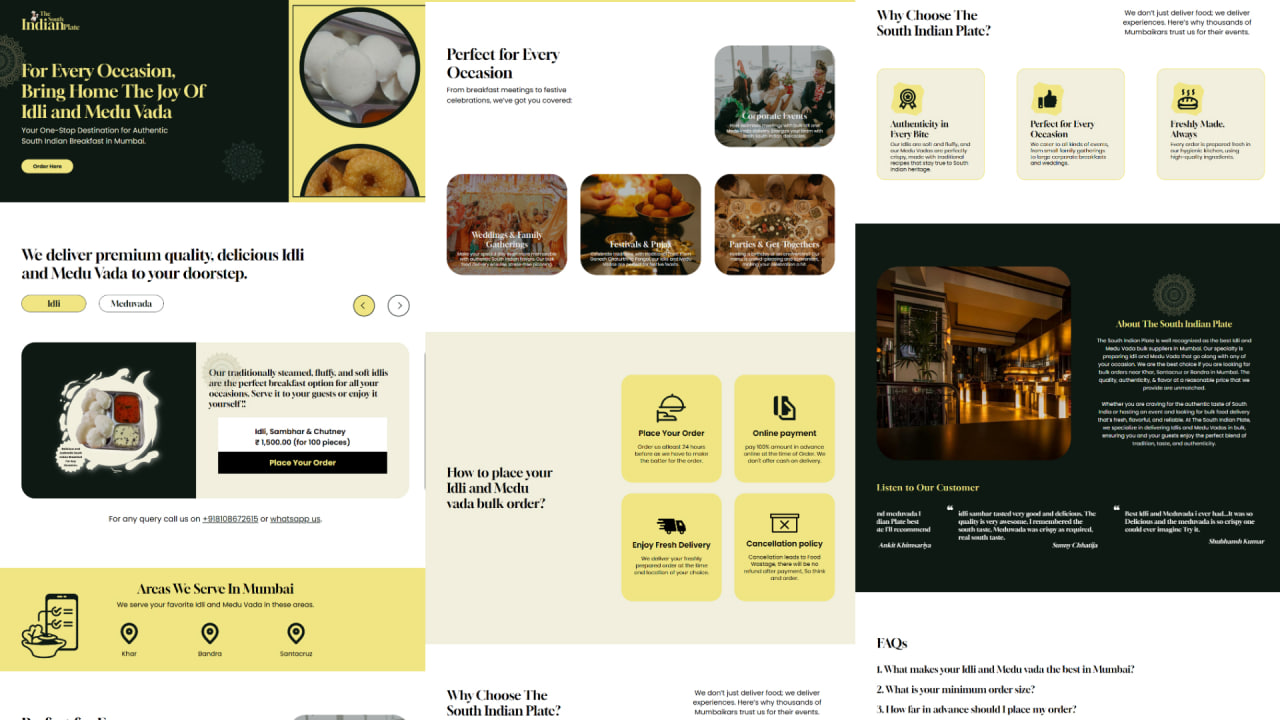 The
South
Indian Plate
For Every Occasion,
Bring Home The Joy Of
Idli and Medu Vada
Your One-Stop Destination for Authentic
South Indian Breakfast in Mumbai.
Order Here
We deliver premium quality, delicious Idli
and Medu Vada to your doorstep.
Idli
Meduvada
Our traditionally steamed, fluffy, and soft idlis
are the perfect breakfast option for all your
occasions. Serve it to your guests or enjoy it
yourself!!
Idli, Sambhar & Chutney
₹ 1,500.00 (for 100 pieces)
Place Your Order
For any query call us on +918108672615 or whatsapp us.
Areas We Serve In Mumbai
We serve your favorite Idli and Medu Vada in these areas.
Khar
Bandra
Santacruz
Perfect for Every
Occasion
From breakfast meetings to festive
celebrations, we've got you covered:
Corporate Events
Weddings & Family
Gatherings
Festivals & Pujas
Parties & Get-Togethers
How to place your
Idli and Medu
vada bulk order?
Place Your Order
Order us atleast 24 hours
before as we have to make
the batter for the order.
Online payment
pay 100% amount in advance
online at the time of Order. We
don't offer cash on delivery.
Enjoy Fresh Delivery
We deliver your freshly
prepared order at the time
and location of your choice.
Cancellation policy
Cancellation leads to Food
Wastage, there will be no
refund after payment, So think
and order.
Why Choose The
South Indian Plate?
We don't just deliver food; we deliver
experiences. Here's why thousands of
Mumbaikars trust us for their events.
Why Choose The
South Indian Plate?
We don't just deliver food; we deliver
experiences. Here's why thousands of
Mumbaikars trust us for their events.
Authenticity in
Every Bite
Our idlis are soft and fluffy, and
our Medu Vadas are perfectly
crispy, made with traditional
recipes that stay true to South
Indian heritage.
Perfect for Every
Occasion
We cater to all kinds of events,
from small family gatherings
to large corporate breakfasts
and weddings.
Freshly Made,
Always
Every order is prepared fresh in
our hygienic kitchen, using
high-quality ingredients.
About The South Indian Plate
The South Indian Plate is well recognized as the best Idli and
Medu Vada bulk suppliers in Mumbai. Our specialty is
preparing Idli and Medu Vada that go along with any of
your occasion. We are the best choice if you are looking for
bulk orders near Khar, Santacruz or Bandra in Mumbai. The
quality, authenticity, & flavor at a reasonable price that we
provide are unmatched.
Whether you are craving for the authentic taste of South
India or hosting an event and looking for bulk food delivery
that's fresh, flavorful, and reliable. At The South Indian Plate,
we specialize in delivering Idlis and Medu Vadas in bulk,
ensuring you and your guests enjoy the perfect blend of
tradition, taste, and authenticity.
Listen to Our Customer
nd meduvada I
dian Plate best
ate I'll recommend
Ankit Khimsariya
❝ idli sambar tasted very good and delicious. The
quality is very awesome, I remembered the
south taste, Meduwada was crispy as required,
real south taste.
Sunny Chhatija
❝ Best Idli and Meduvada i ever had...It was so
Delicious and the meduvada is so crispy one
could ever imagine Try it.
Shubhansh Kumar
FAQs
1. What makes your Idli and Medu vada the best in Mumbai?
2. What is your minimum order size?
3. How far in advance should I place my order?